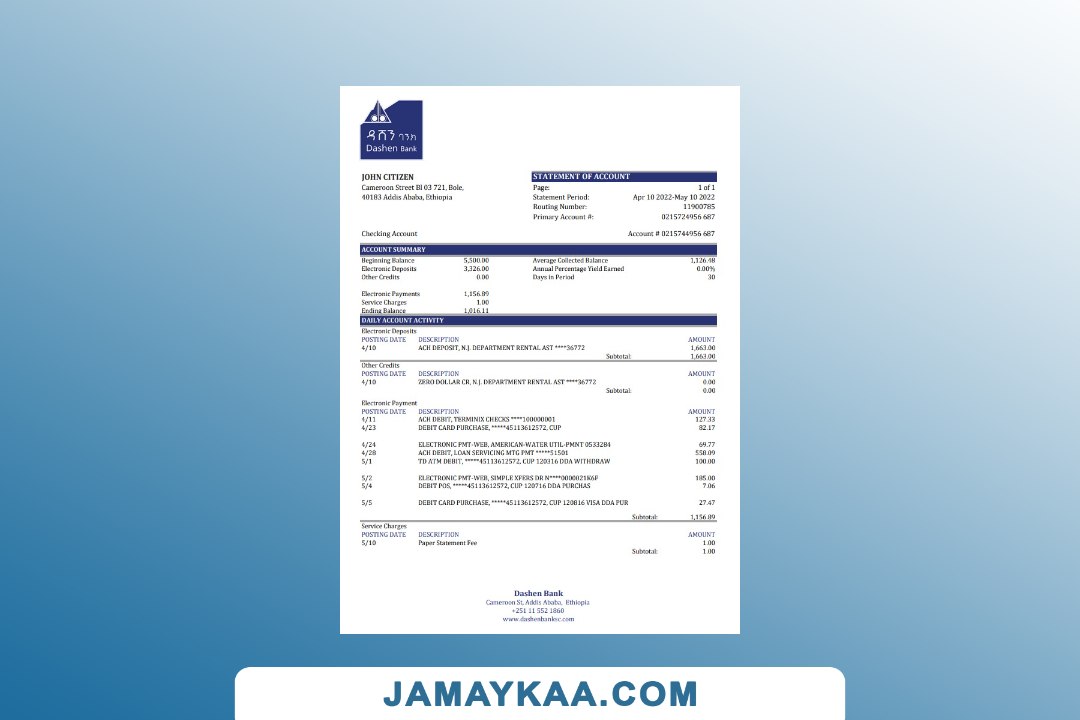 ዳሸን ባንክ
Dashen Bank
JOHN CITIZEN
Cameroon Street Bl 03 721, Bole,
40183 Addis Ababa, Ethiopia
STATEMENT OF ACCOUNT
Page: 1 of 1
Statement Period: Apr 10 2022-May 10 2022
Routing Number: 11900785
Primary Account #: 0215724956 687
Checking Account Account # 0215744956 687
ACCOUNT SUMMARY
Beginning Balance 5,500.00 Average Collected Balance 1,126.48
Electronic Deposits 3,326.00 Annual Percentage Yield Earned 0.00%
Other Credits 0.00 Days in Period 30
Electronic Payments 1,156.89
Service Charges 1.00
Ending Balance 1,016.11
DAILY ACCOUNT ACTIVITY
Electronic Deposits
POSTING DATE DESCRIPTION AMOUNT
4/10 ACH DEPOSIT, N.J. DEPARTMENT RENTAL AST ****36772 1,663.00
Subtotal: 1,663.00
Other Credits
POSTING DATE DESCRIPTION AMOUNT
4/10 ZERO DOLLAR CR, N.J. DEPARTMENT RENTAL AST ****36772 0.00
Subtotal: 0.00
Electronic Payment
POSTING DATE DESCRIPTION AMOUNT
4/11 ACH DEBIT, TERMINIX CHECKS ****100000001 127.33
4/23 DEBIT CARD PURCHASE, *****45113612572, CUP 82.17
4/24 ELECTRONIC PMT-WEB, AMERICAN-WATER UTIL-PMNT 0533284 69.77
4/28 ACH DEBIT, LOAN SERVICING MTG PMT *****51501 558.09
5/1 TD ATM DEBIT, *****45113612572, CUP 120316 DDA WITHDRAW 100.00
5/2 ELECTRONIC PMT-WEB, SIMPLE XFERS DR N****0000021K6F 185.00
5/4 DEBIT POS, *****45113612572, CUP 120716 DDA PURCHAS 7.06
5/5 DEBIT CARD PURCHASE, *****45113612572, CUP 120816 VISA DDA PUR 27.47
Subtotal: 1,156.89
Service Charges
POSTING DATE DESCRIPTION AMOUNT
5/10 Paper Statement Fee 1.00
Subtotal: 1.00
Dashen Bank
Cameroon St, Addis Ababa, Ethiopia
+251 11 552 1860
www.dashenbanksc.com
JAMAYKAA.COM